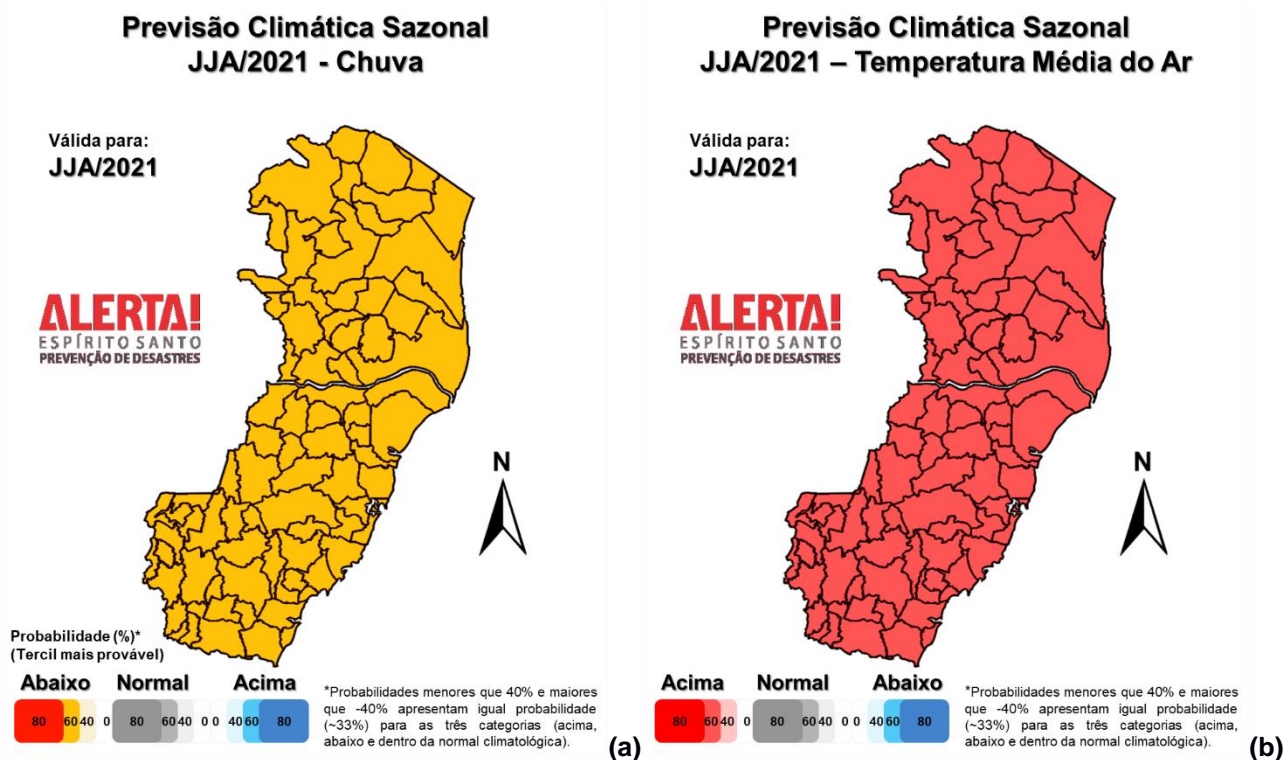 Previsão Climática Sazonal
JJA/2021 - Chuva
Válida para:
JJA/2021
ALERTA!
ESPÍRITO SANTO
PREVENÇÃO DE DESASTRES
N
Probabilidade (%)*
(Tercil mais provável)
Abaixo Normal Acima
80 60 40 0 80 60 40 0 0 40 60 80
*Probabilidades menores que 40% e maiores
que -40% apresentam igual probabilidade
(~33%) para as três categorias (acima,
abaixo e dentro da normal climatológica).
(a)
Previsão Climática Sazonal
JJA/2021 – Temperatura Média do Ar
Válida para:
JJA/2021
ALERTA!
ESPÍRITO SANTO
PREVENÇÃO DE DESASTRES
N
Acima Normal Abaixo
80 60 40 0 80 60 40 0 0 40 60 80
*Probabilidades menores que 40% e maiores
que -40% apresentam igual probabilidade
(~33%) para as três categorias (acima,
abaixo e dentro da normal climatológica).
(b)